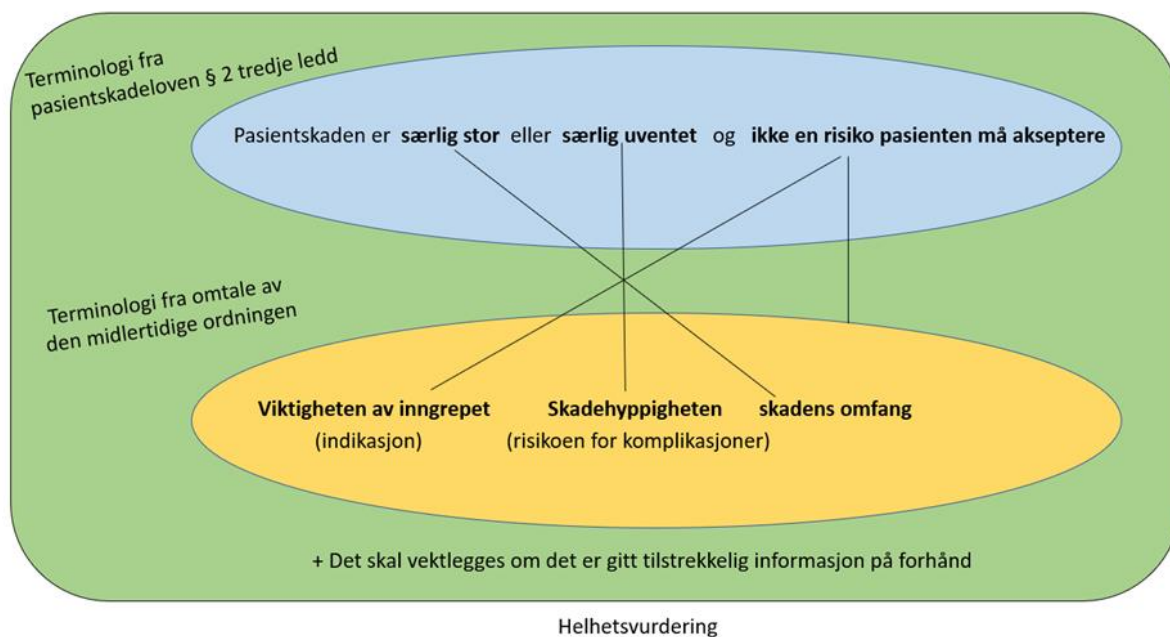 Terminologi fra
pasientskadeloven § 2 tredje ledd
Pasientskaden er særlig stor eller særlig uventet og ikke en risiko pasienten må akseptere
Terminologi fra omtale av
den midlertidige ordningen
Viktigheten av inngrepet Skadehyppigheten skadens omfang
(indikasjon) (risikoen for komplikasjoner)
+ Det skal vektlegges om det er gitt tilstrekkelig informasjon på forhånd
Helhetsvurdering